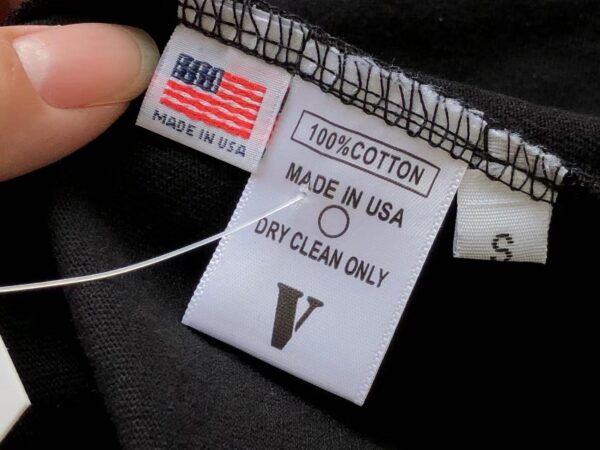 MADE IN USA
100%COTTON
MADE IN USA
DRY CLEAN ONLY
V
S